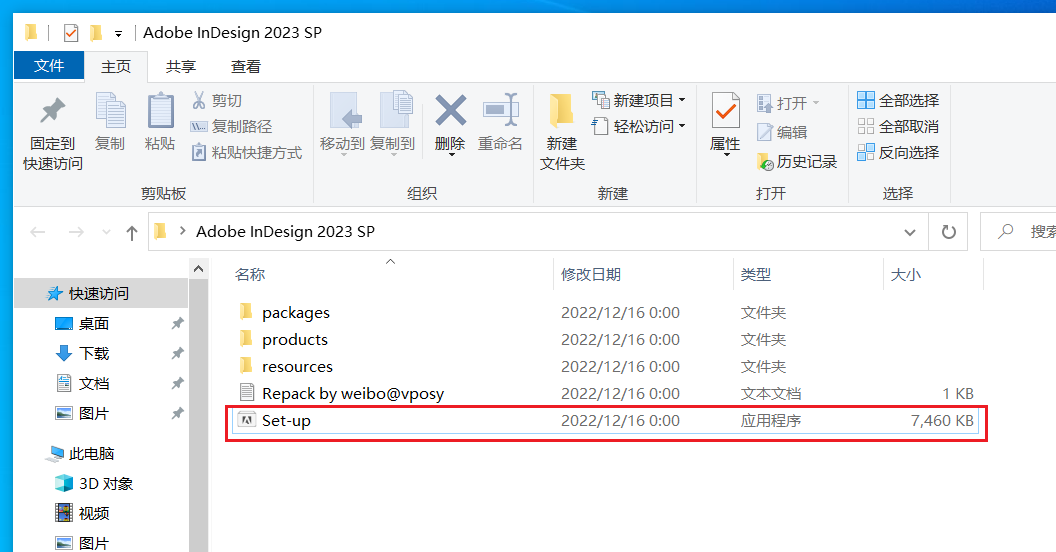 Adobe InDesign 2023 SP
文件 主页 共享 查看
固定到
快速访问
复制
粘贴
剪切
复制路径
粘贴快捷方式
剪贴板
移动到 复制到 删除 重命名
组织
新建
文件夹
新建项目
轻松访问
新建
属性
打开
编辑
历史记录
打开
全部选择
全部取消
反向选择
选择
Adobe InDesign 2023 SP
搜索
快速访问
桌面
下载
文档
图片
此电脑
3D 对象
视频
图片
名称 修改日期 类型 大小
packages 2022/12/16 0:00 文件夹
products 2022/12/16 0:00 文件夹
resources 2022/12/16 0:00 文件夹
Repack by weibo@vposy 2022/12/16 0:00 文本文档 1 KB
Set-up 2022/12/16 0:00 应用程序 7,460 KB